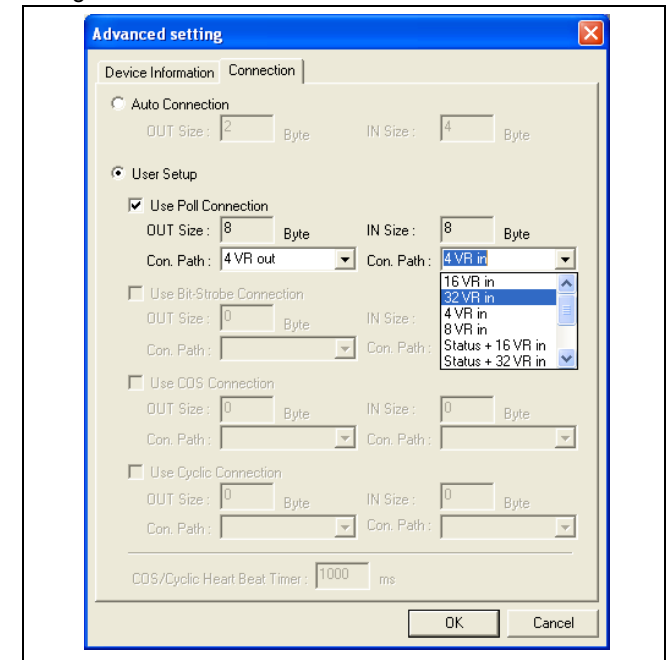 Advanced setting
Device Information Connection
Auto Connection
OUT Size : 2 Byte IN Size : 4 Byte
User Setup
Use Poll Connection
OUT Size : 8 Byte IN Size : 8 Byte
Con. Path : 4 VR out Con. Path : 4 VR in
16 VR in
32 VR in
4 VR in
8 VR in
Status + 16 VR in
Status + 32 VR in
Use Bit-Strobe Connection
OUT Size : 0 Byte IN Size :
Con. Path : Con. Path :
Use COS Connection
OUT Size : 0 Byte IN Size : 0 Byte
Con. Path : Con. Path :
Use Cyclic Connection
OUT Size : 0 Byte IN Size : 0 Byte
Con. Path : Con. Path :
COS/Cyclic Heart Beat Timer : 1000 ms
OK Cancel